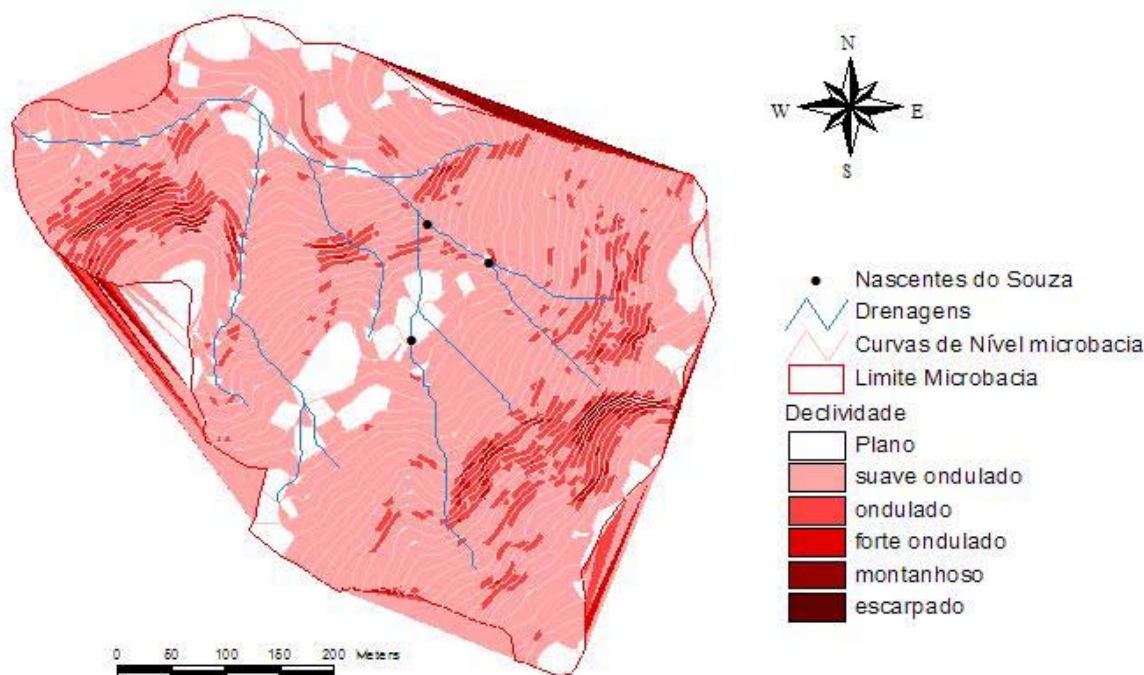 N
W E
S
Nascentes do Souza
Drenagens
Curvas de Nível microbacia
Limite Microbacia
Declividade
Plano
suave ondulado
ondulado
forte ondulado
montanhoso
escarpado
0 50 100 150 200 Meters